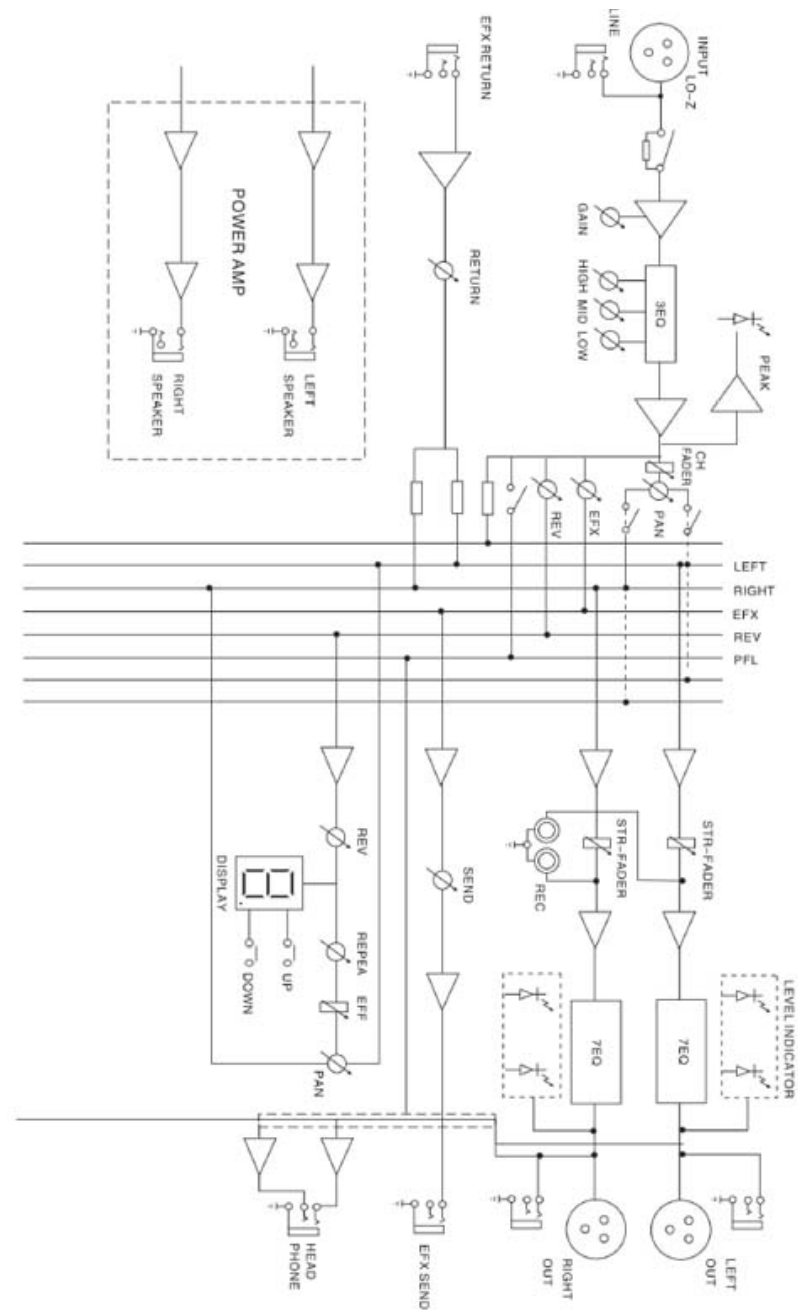 LINE
INPUT
LO-Z
EFX RETURN
POWER AMP
GAIN
RETURN
HIGH MID LOW
3EQ
PEAK
RIGHT
SPEAKER
LEFT
SPEAKER
CH
FADER
PAN
REV
EFX
LEFT
RIGHT
EFX
REV
PFL
REV
DISPLAY
SEND
REC
STR-FADER
STR-FADER
REPEA
UP
DOWN
EFF
PAN
LEVEL INDICATOR
7EQ
7EQ
HEAD
PHONE
EFX SEND
RIGHT
OUT
LEFT
OUT